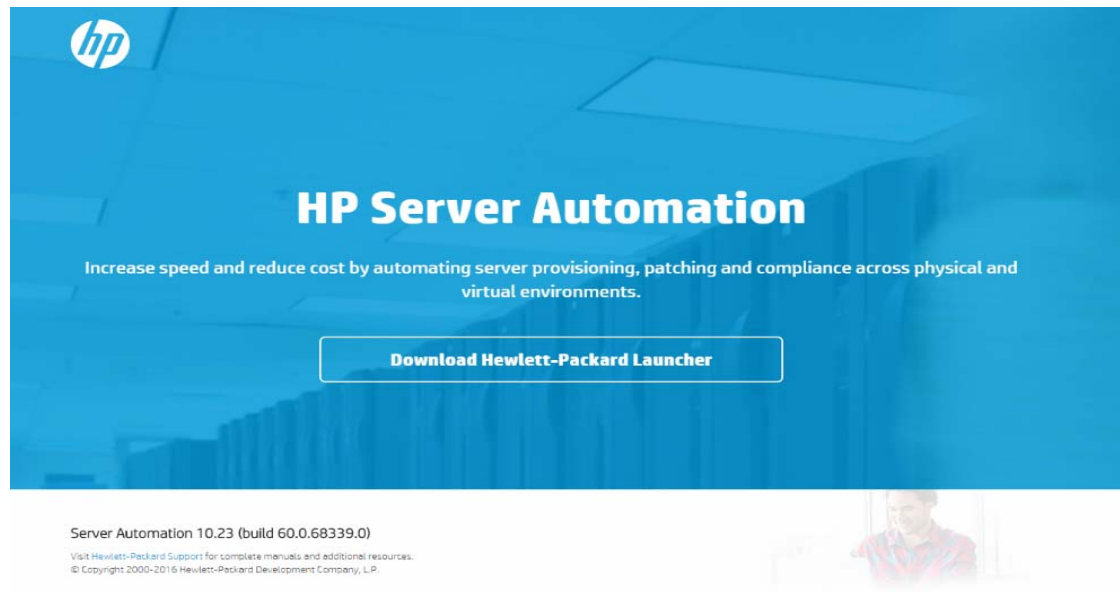 hp
HP Server Automation
Increase speed and reduce cost by automating server provisioning, patching and compliance across physical and
virtual environments.
Download Hewlett-Packard Launcher
Server Automation 10.23 (build 60.0.68339.0)
Visit Hewlett-Packard Support for complete manuals and additional resources.
© Copyright 2000-2016 Hewlett-Packard Development Company, L.P.